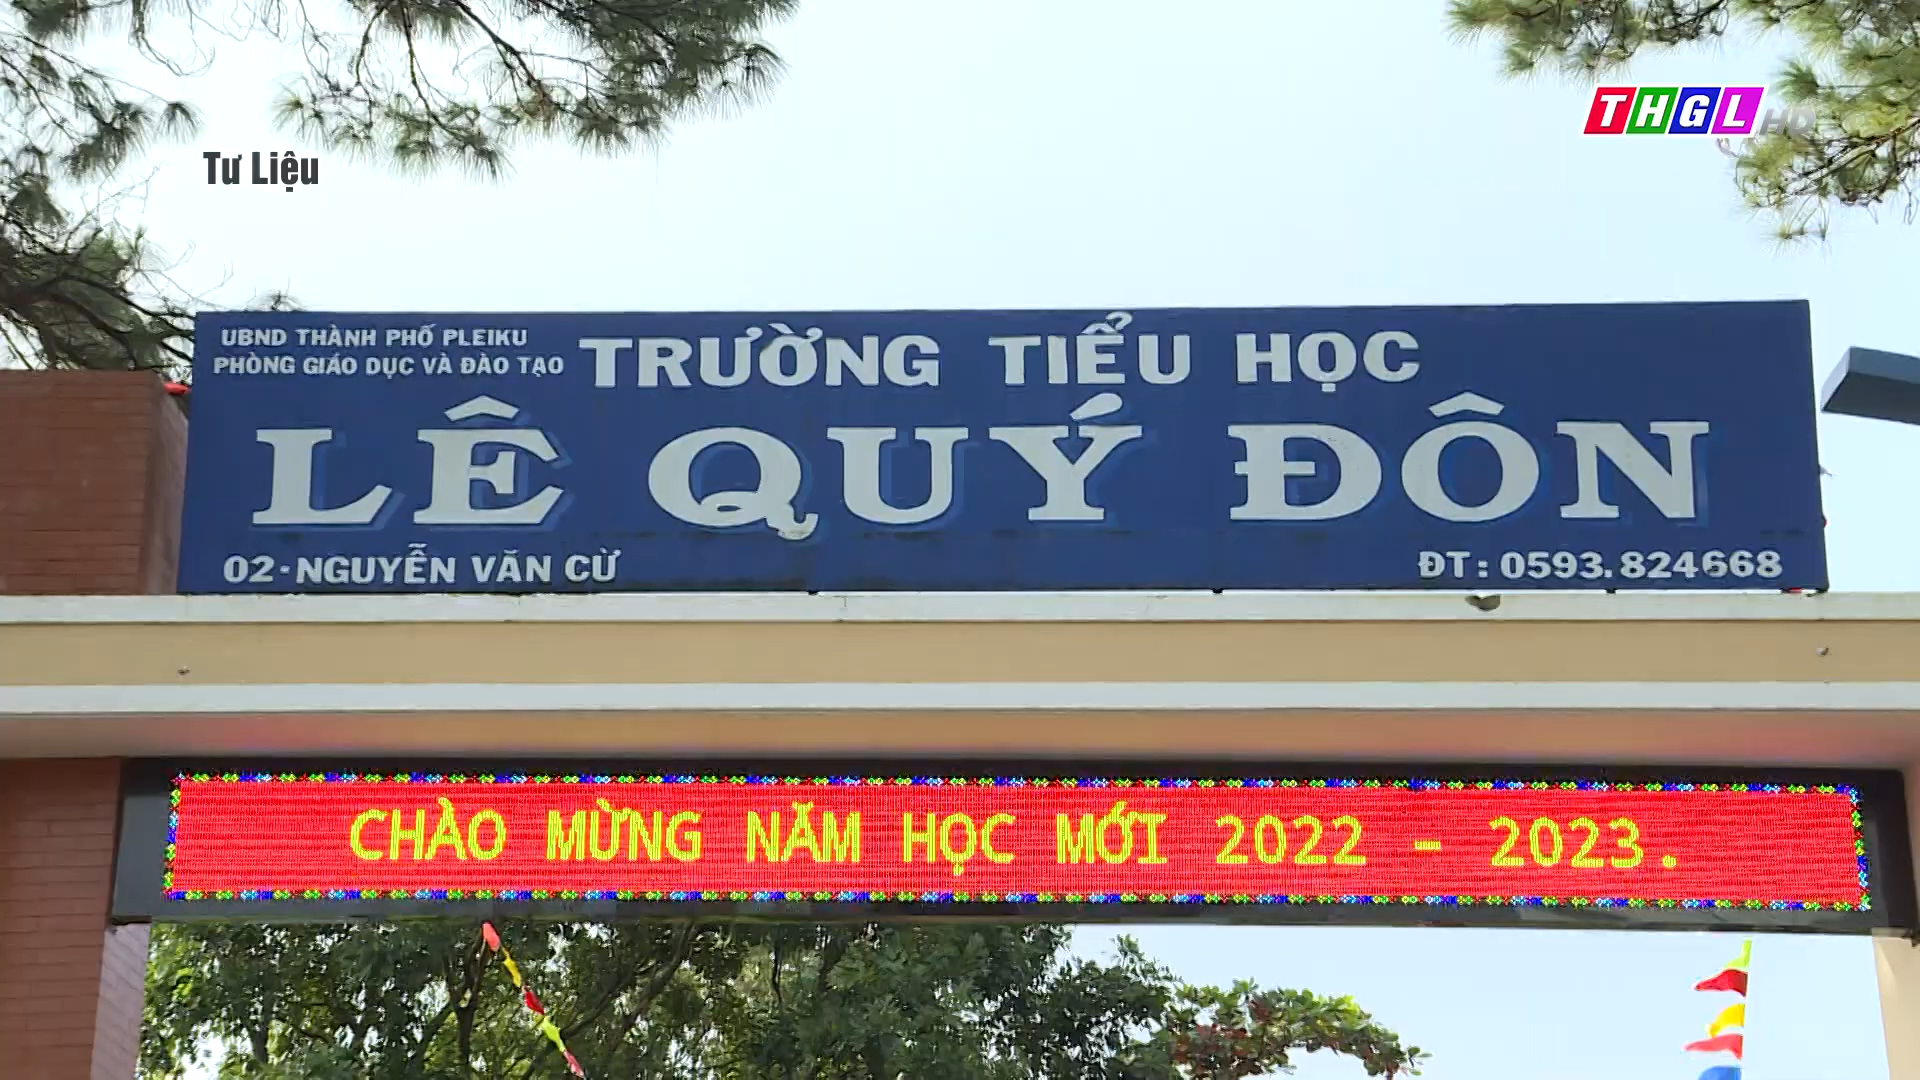 THGL HD
Tư Liệu
UBND THÀNH PHỐ PLEIKU
PHÒNG GIÁO DỤC VÀ ĐÀO TẠO
TRƯỜNG TIỂU HỌC
LÊ QUÝ ĐÔN
02-NGUYỄN VĂN CỪ
ĐT: 0593.824668
CHÀO MỪNG NĂM HỌC MỚI 2022 - 2023.